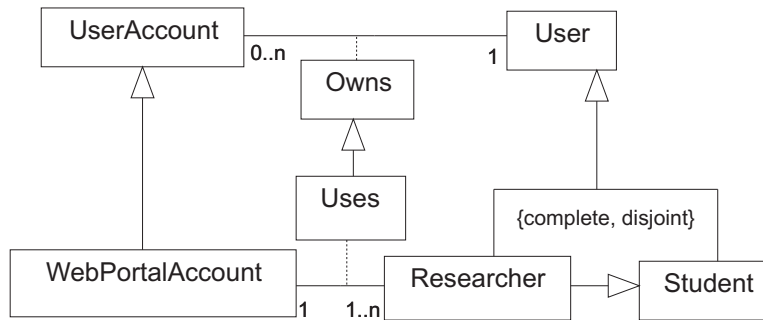 UserAccount
User
0..n
1
Owns
Uses
{complete, disjoint}
WebPortalAccount
Researcher
Student
1
1..n